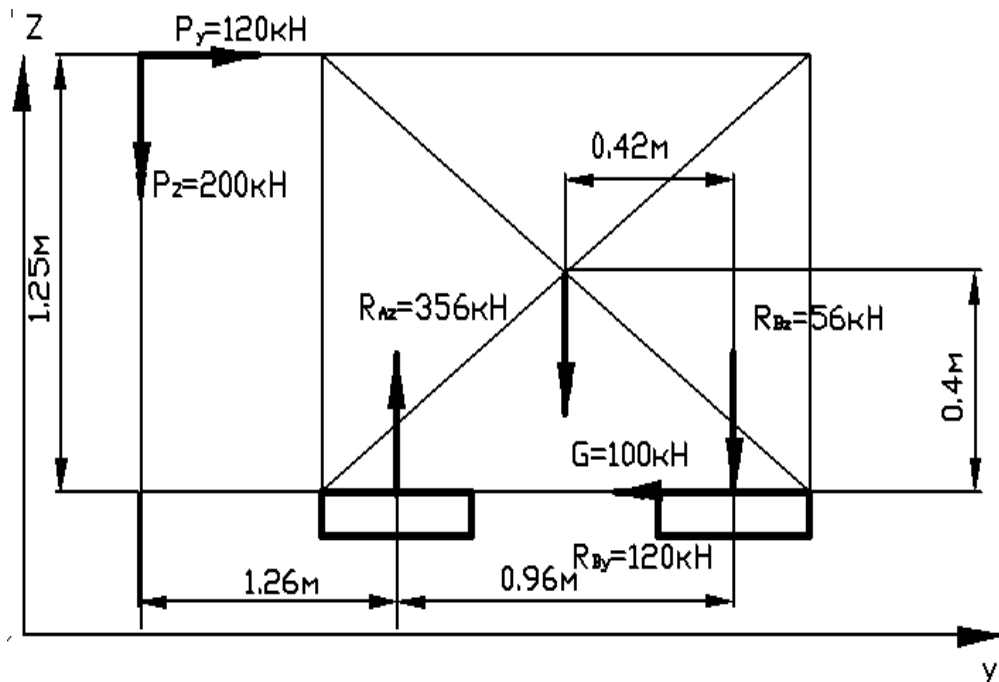 Z
Py=120кН
0.42м
Pz=200кН
1.25м
RAz=356кН
RBz=56кН
0.4м
G=100кН
RBy=120кН
1.26м
0.96м
y